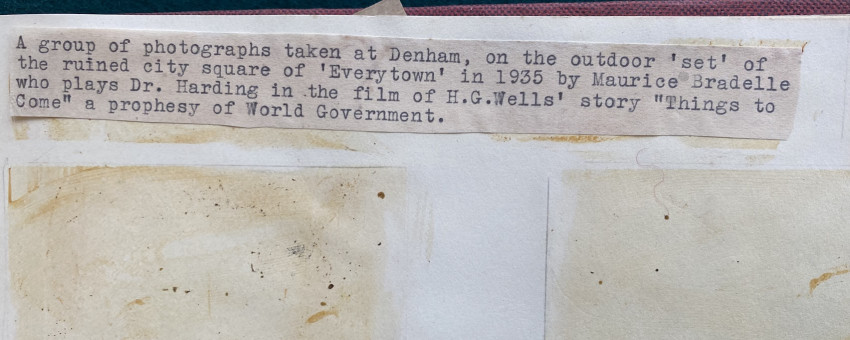 A group of photographs taken at Denham, on the outdoor 'set' of
the ruined city square of 'Everytown' in 1935 by Maurice Bradelle
who plays Dr. Harding in the film of H.G.Wells' story "Things to
Come" a prophesy of World Government.